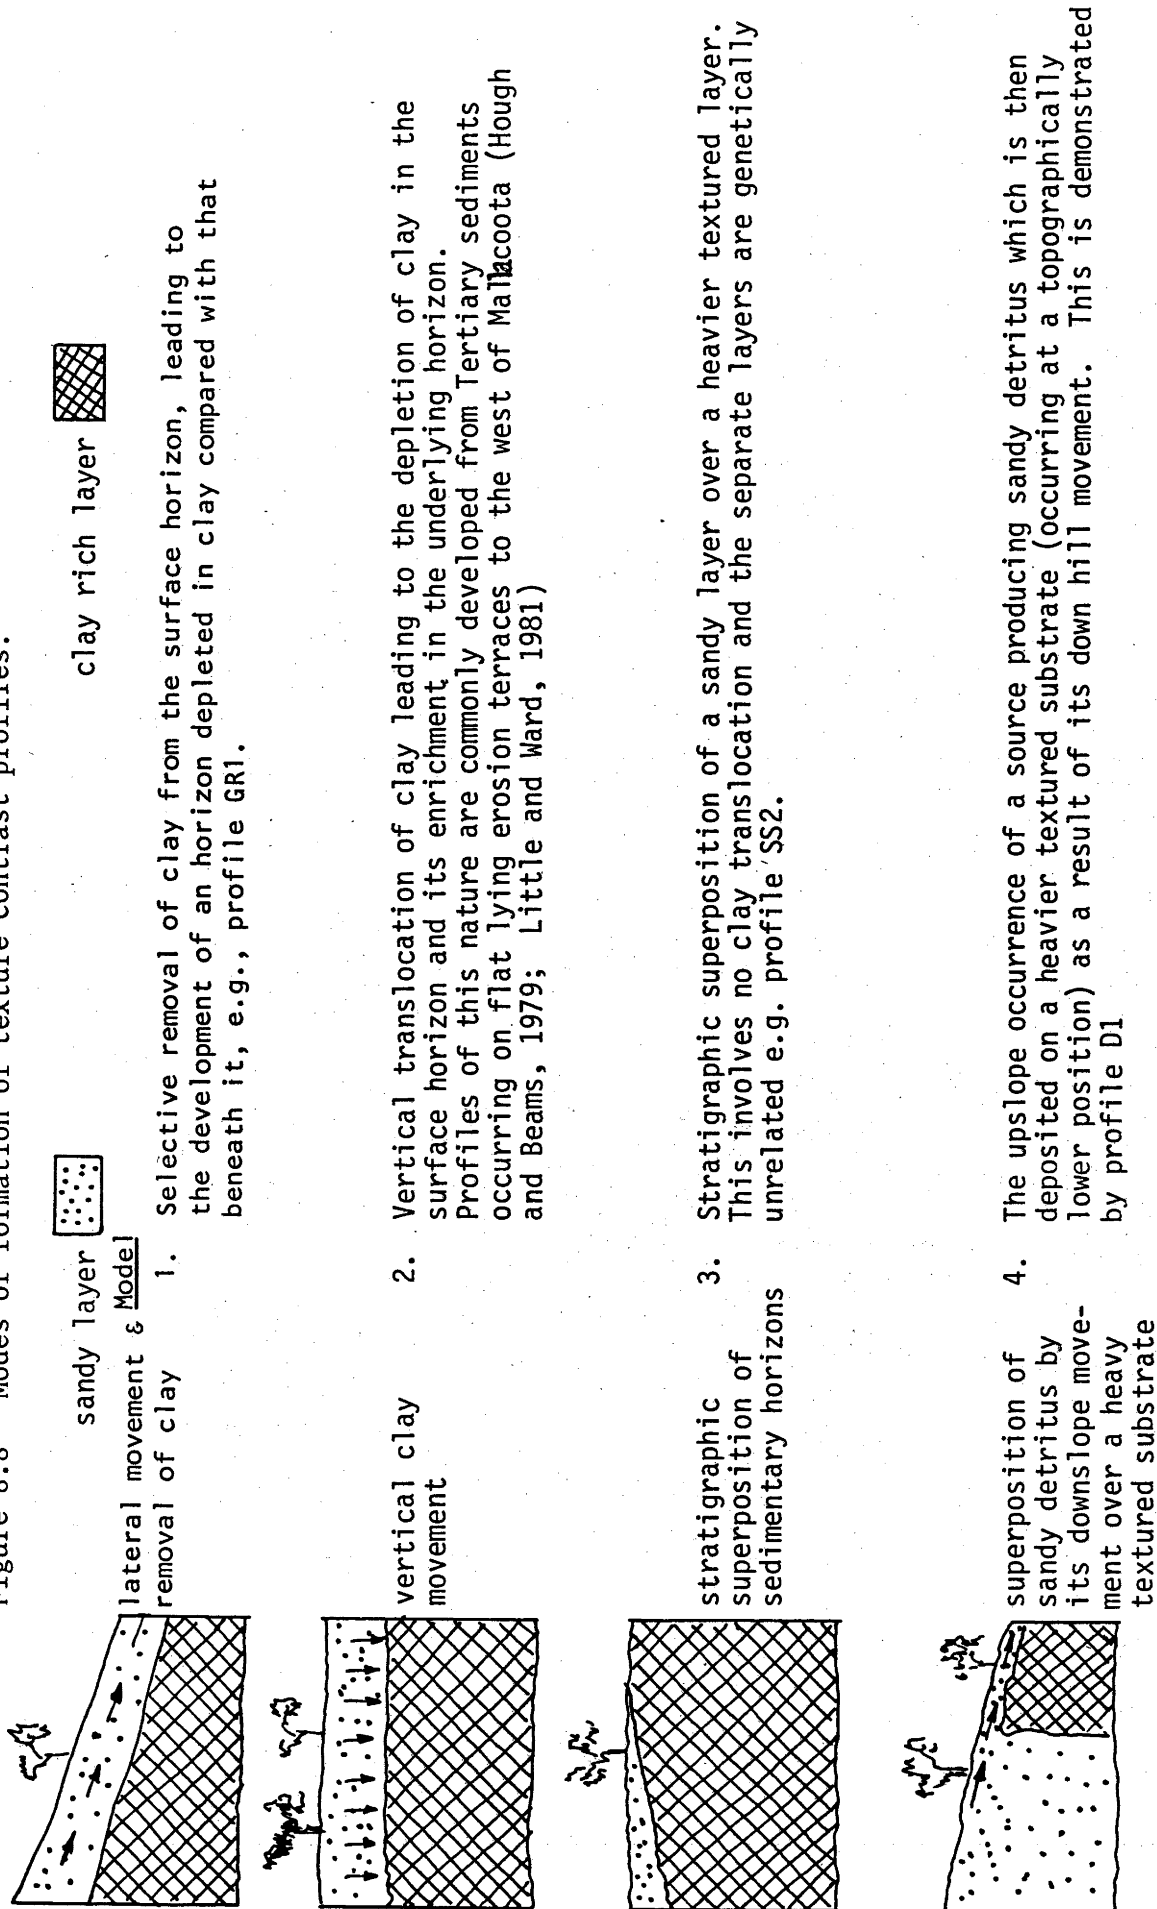 Modes of formation of texture contrast profiles.
sandy layer
clay rich layer
lateral movement &
removal of clay
Model
1. Selective removal of clay from the surface horizon, leading to
the development of an horizon depleted in clay compared with that
beneath it, e.g., profile GR1.
vertical clay
movement
2. Vertical translocation of clay leading to the depletion of clay in the
surface horizon and its enrichment in the underlying horizon.
Profiles of this nature are commonly developed from Tertiary sediments
occurring on flat lying erosion terraces to the west of Mallacoota (Hough
and Beams, 1979; Little and Ward, 1981)
stratigraphic
superposition of
sedimentary horizons
3. Stratigraphic superposition of a sandy layer over a heavier textured layer.
This involves no clay translocation and the separate layers are genetically
unrelated e.g. profile SS2.
superposition of
sandy detritus by
its downslope move-
ment over a heavy
textured substrate
4. The upslope occurrence of a source producing sandy detritus which is then
deposited on a heavier textured substrate (occurring at a topographically
lower position) as a result of its down hill movement. This is demonstrated
by profile D1